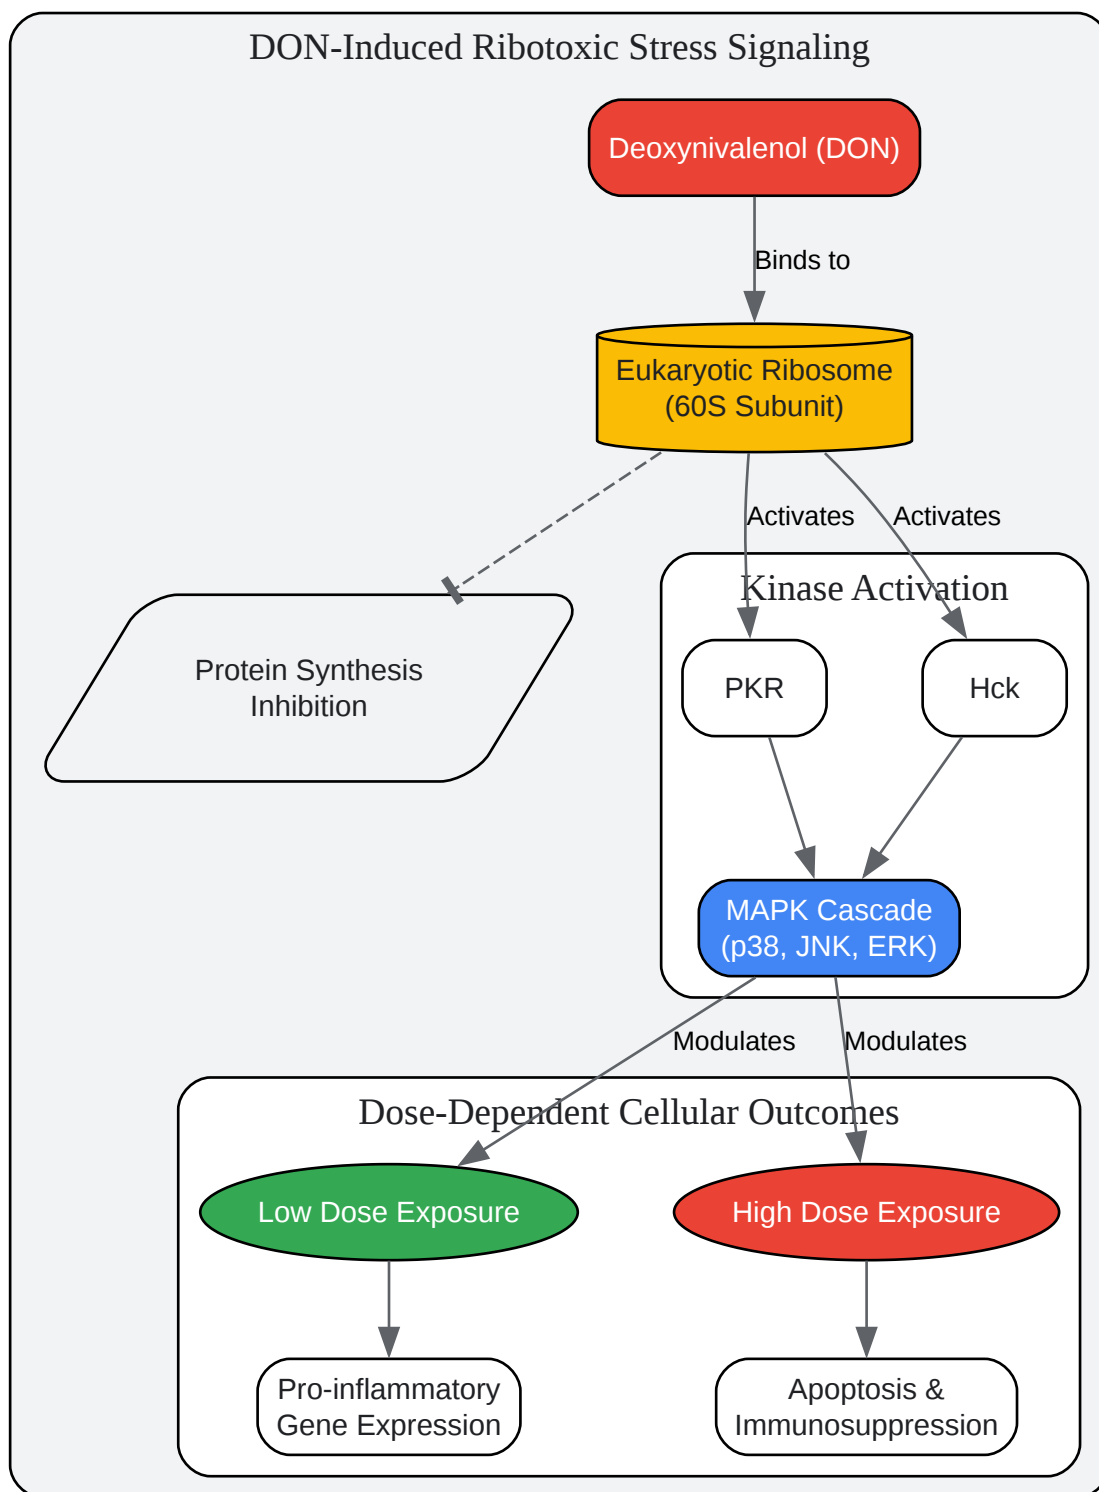 DON-Induced Ribotoxic Stress Signaling
Deoxynivalenol (DON)
Binds to
Eukaryotic Ribosome
(60S Subunit)
Activates
Activates
Kinase Activation
Protein Synthesis
Inhibition
PKR
Hck
MAPK Cascade
(p38, JNK, ERK)
Modulates
Modulates
Dose-Dependent Cellular Outcomes
Low Dose Exposure
High Dose Exposure
Pro-inflammatory
Gene Expression
Apoptosis &
Immunosuppression